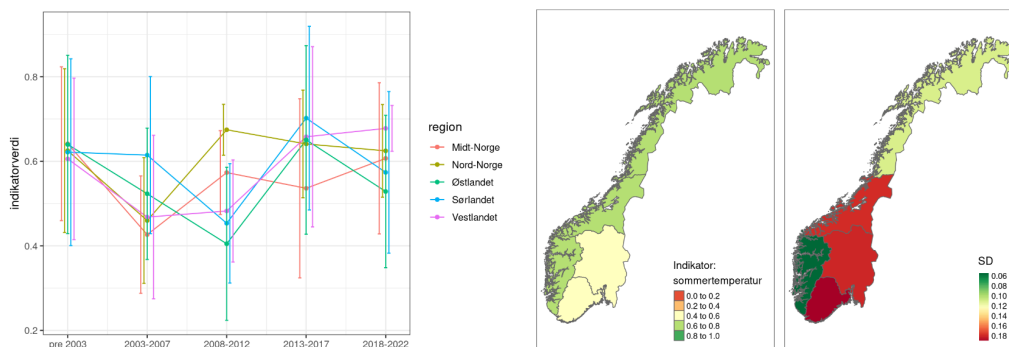 indikatorverdi
0.8
0.6
0.4
0.2
pre 2003
2003-2007
2008-2012
2013-2017
2018-2022
region
Midt-Norge
Nord-Norge
Østlandet
Sørlandet
Vestlandet
Indikator:
sommertemperatur
0.0 to 0.2
0.2 to 0.4
0.4 to 0.6
0.6 to 0.8
0.8 to 1.0
SD
0.06
0.08
0.10
0.12
0.14
0.16
0.18